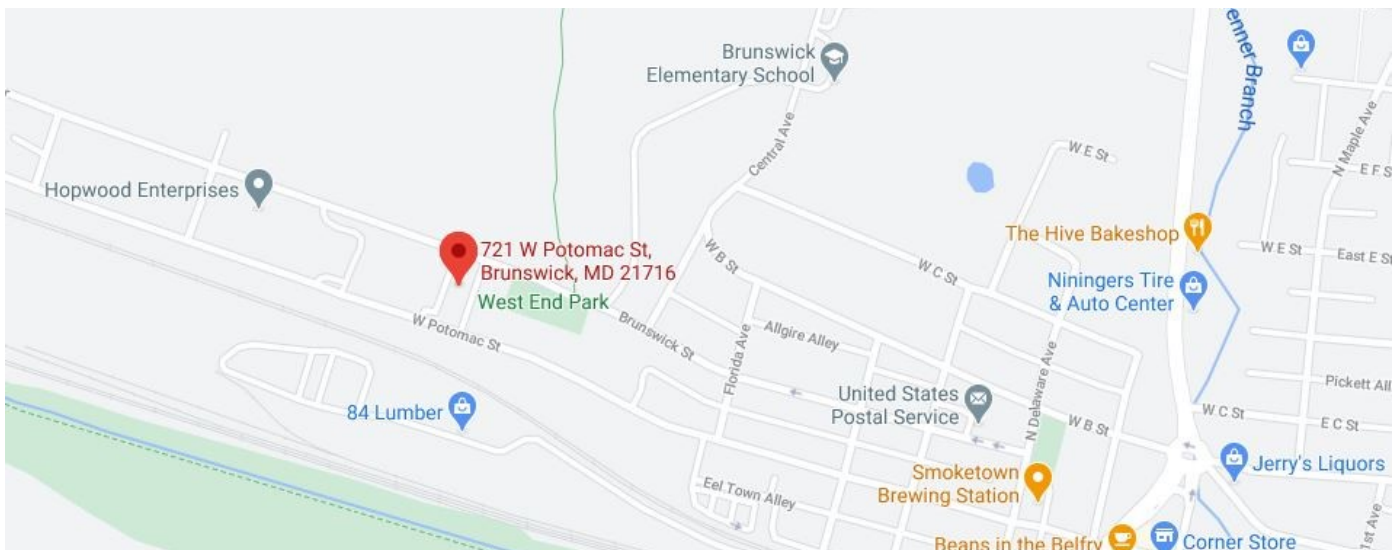 Brunswick
Elementary School
enner Branch
N Maple Ave
Central Ave
W E St
E F S
Hopwood Enterprises
721 W Potomac St,
Brunswick, MD 21716
West End Park
The Hive Bakeshop
W B St
W C St
W E St
East E St
Niningers Tire
& Auto Center
W Potomac St
Brunswick St
Allgire Alley
Florida Ave
N Delaware Ave
Pickett All
84 Lumber
United States
Postal Service
W B St
W C St
E C St
Smoketown
Brewing Station
Jerry's Liquors
Eel Town Alley
Beans in the Belfry
Corner Store
1st Ave